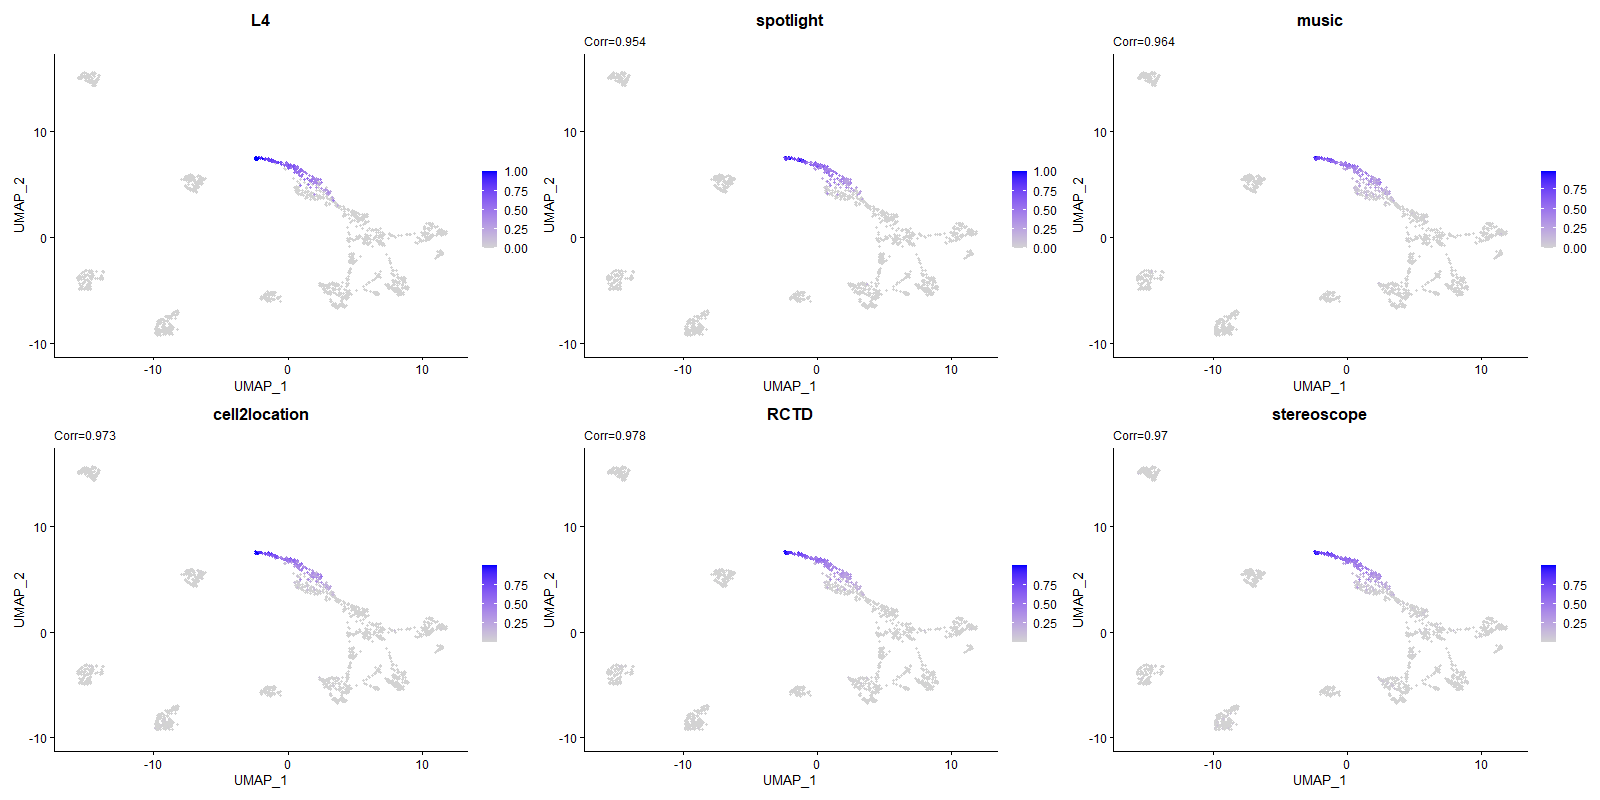 L4
10
0
-10
UMAP_2
-10
0
10
UMAP_1
1.00
0.75
0.50
0.25
0.00
spotlight
Corr=0.954
10
0
-10
UMAP_2
-10
0
10
UMAP_1
1.00
0.75
0.50
0.25
0.00
music
Corr=0.964
10
0
-10
UMAP_2
-10
0
10
UMAP_1
0.75
0.50
0.25
0.00
cell2location
Corr=0.973
10
0
-10
UMAP_2
-10
0
10
UMAP_1
0.75
0.50
0.25
RCTD
Corr=0.978
10
0
-10
UMAP_2
-10
0
10
UMAP_1
0.75
0.50
0.25
stereoscope
Corr=0.97
10
0
-10
UMAP_2
-10
0
10
UMAP_1
0.75
0.50
0.25